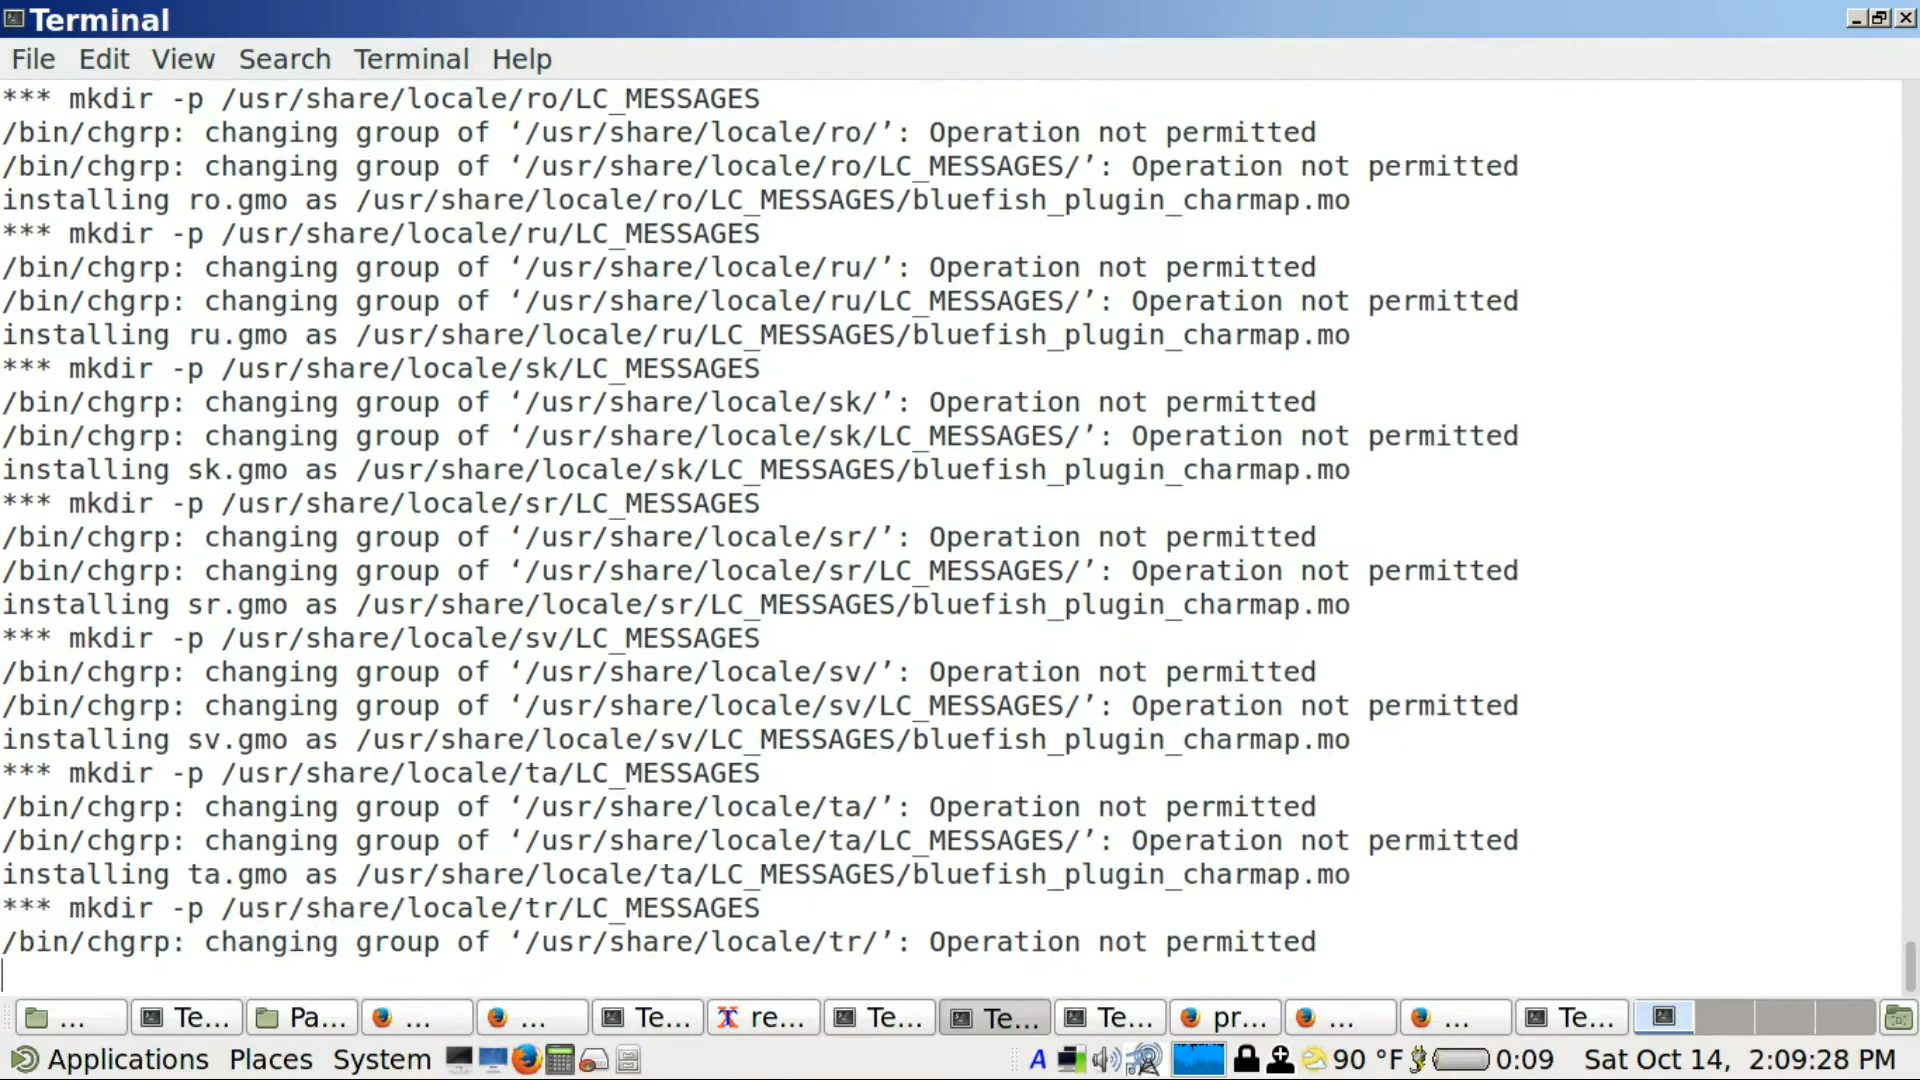 Terminal
File Edit View Search Terminal Help
*** mkdir -p /usr/share/locale/ro/LC_MESSAGES
/bin/chgrp: changing group of ‘/usr/share/locale/ro/’: Operation not permitted
/bin/chgrp: changing group of ‘/usr/share/locale/ro/LC_MESSAGES/’: Operation not permitted
installing ro.gmo as /usr/share/locale/ro/LC_MESSAGES/bluefish_plugin_charmap.mo
*** mkdir -p /usr/share/locale/ru/LC_MESSAGES
/bin/chgrp: changing group of ‘/usr/share/locale/ru/’: Operation not permitted
/bin/chgrp: changing group of ‘/usr/share/locale/ru/LC_MESSAGES/’: Operation not permitted
installing ru.gmo as /usr/share/locale/ru/LC_MESSAGES/bluefish_plugin_charmap.mo
*** mkdir -p /usr/share/locale/sk/LC_MESSAGES
/bin/chgrp: changing group of ‘/usr/share/locale/sk/’: Operation not permitted
/bin/chgrp: changing group of ‘/usr/share/locale/sk/LC_MESSAGES/’: Operation not permitted
installing sk.gmo as /usr/share/locale/sk/LC_MESSAGES/bluefish_plugin_charmap.mo
*** mkdir -p /usr/share/locale/sr/LC_MESSAGES
/bin/chgrp: changing group of ‘/usr/share/locale/sr/’: Operation not permitted
/bin/chgrp: changing group of ‘/usr/share/locale/sr/LC_MESSAGES/’: Operation not permitted
installing sr.gmo as /usr/share/locale/sr/LC_MESSAGES/bluefish_plugin_charmap.mo
*** mkdir -p /usr/share/locale/sv/LC_MESSAGES
/bin/chgrp: changing group of ‘/usr/share/locale/sv/’: Operation not permitted
/bin/chgrp: changing group of ‘/usr/share/locale/sv/LC_MESSAGES/’: Operation not permitted
installing sv.gmo as /usr/share/locale/sv/LC_MESSAGES/bluefish_plugin_charmap.mo
*** mkdir -p /usr/share/locale/ta/LC_MESSAGES
/bin/chgrp: changing group of ‘/usr/share/locale/ta/’: Operation not permitted
/bin/chgrp: changing group of ‘/usr/share/locale/ta/LC_MESSAGES/’: Operation not permitted
installing ta.gmo as /usr/share/locale/ta/LC_MESSAGES/bluefish_plugin_charmap.mo
*** mkdir -p /usr/share/locale/tr/LC_MESSAGES
/bin/chgrp: changing group of ‘/usr/share/locale/tr/’: Operation not permitted
... Te... Pa... ... ... Te... re... Te... Te... Te... pr... ... ... Te...
Applications Places System A 90 °F 0:09 Sat Oct 14, 2:09:28 PM